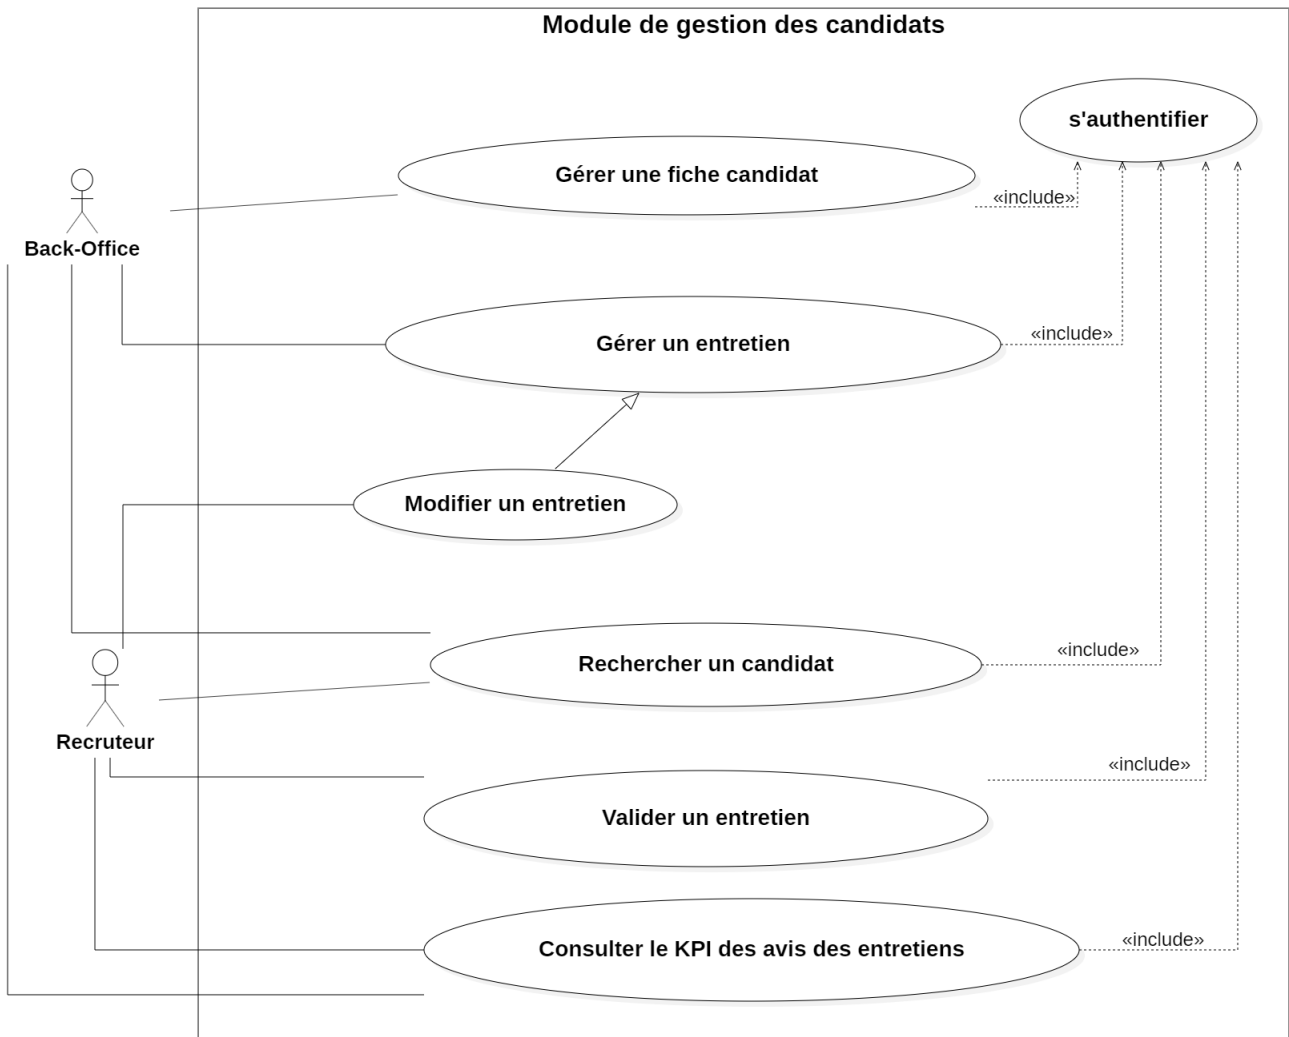 Module de gestion des candidats
s'authentifier
Gérer une fiche candidat
«include»
Back-Office
Gérer un entretien
«include»
Modifier un entretien
Rechercher un candidat
«include»
Recruteur
«include»
Valider un entretien
Consulter le KPI des avis des entretiens
«include»